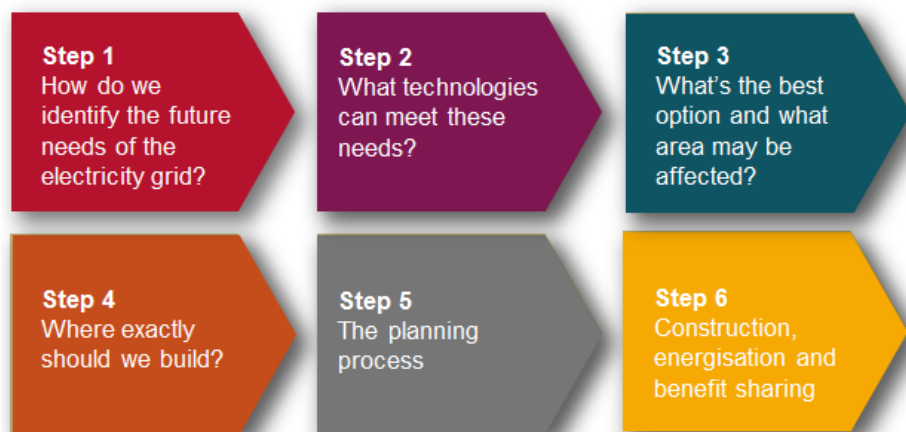 Step 1
How do we
identify the future
needs of the
electricity grid?
Step 2
What technologies
can meet these
needs?
Step 3
What's the best
option and what
area may be
affected?
Step 4
Where exactly
should we build?
Step 5
The planning
process
Step 6
Construction,
energisation and
benefit sharing